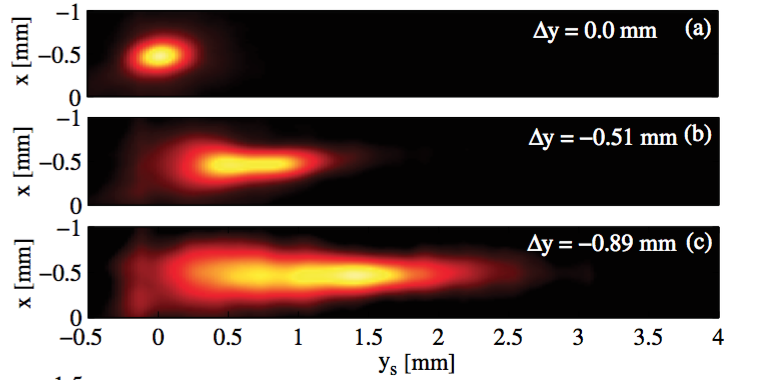 −1
Δy = 0.0 mm (a)
x [mm]
−0.5
0
−1
Δy = −0.51 mm (b)
x [mm]
−0.5
0
−1
Δy = −0.89 mm (c)
x [mm]
−0.5
0
−0.5 0 0.5 1 1.5 2 2.5 3 3.5 4
ys [mm]